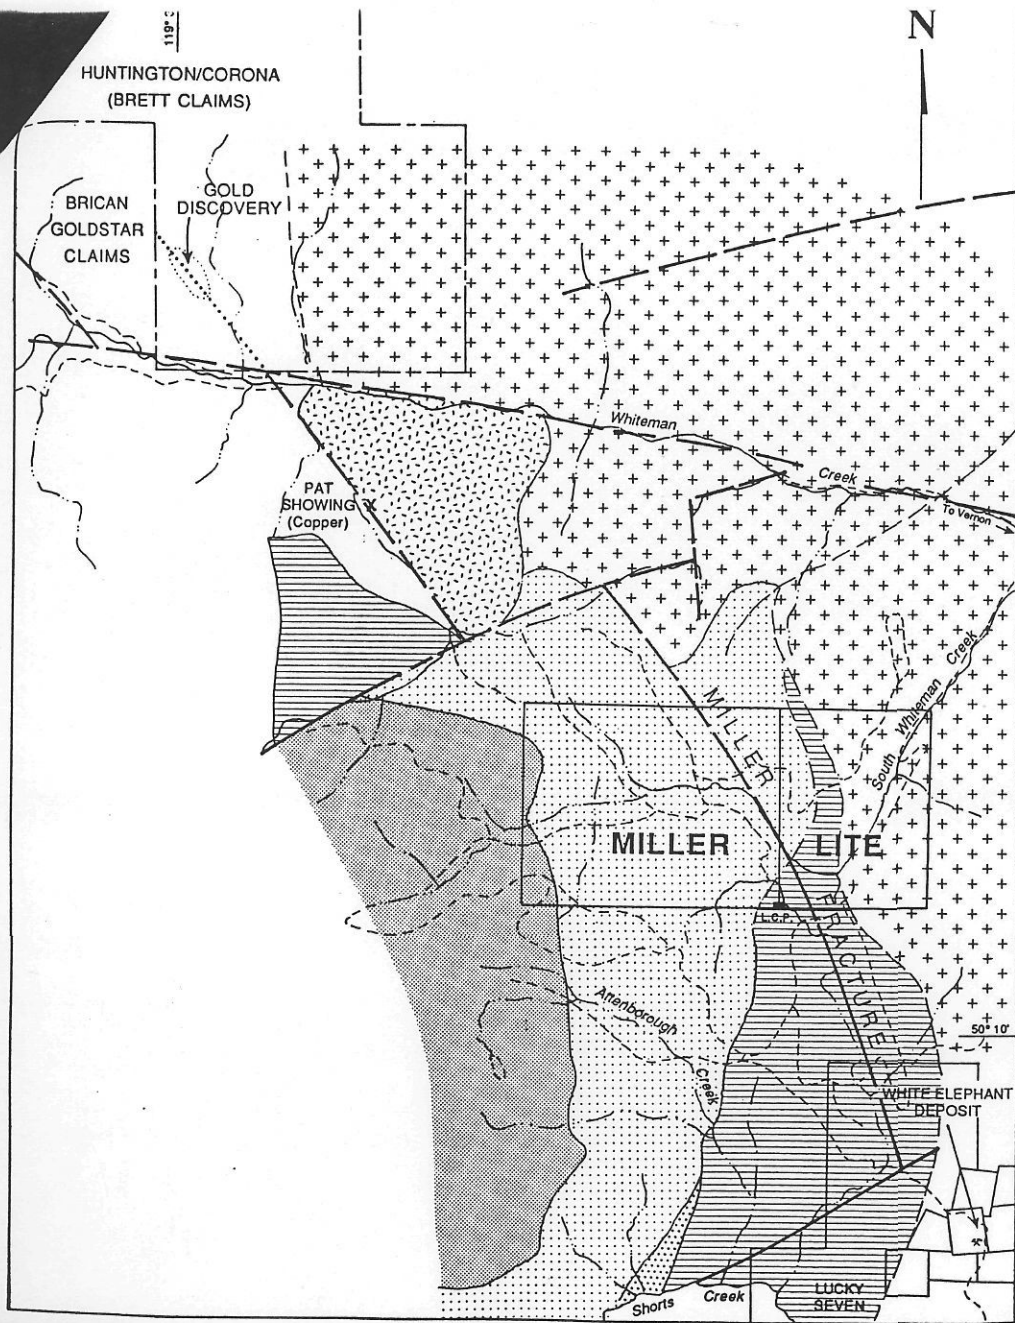 119° 3
N
HUNTINGTON/CORONA
(BRETT CLAIMS)
BRICAN
GOLDSTAR
CLAIMS
GOLD
DISCOVERY
Whiteman
Creek
To Vernon
PAT
SHOWING
(Copper)
X
South Whiteman Creek
MILLER
MILLER
LITE
L.C.P.
FRACTURE
Attenborough
Creek
50° 10'
WHITE ELEPHANT
DEPOSIT
LUCKY
SEVEN
Shorts Creek